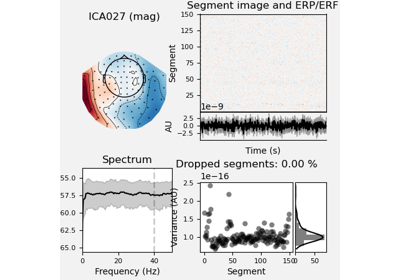 Segment image and ERP/ERF
ICA027 (mag)
150
125
100
75
50
25
0
Segment
1e−9
2.5
0.0
−2.5
AU
Time (s)
Spectrum
Dropped segments: 0.00 %
1e−16
55.0
57.5
60.0
62.5
65.0
0
20
40
Frequency (Hz)
2.5
2.0
1.5
1.0
Variance (AU)
0
50
100
150
Segment
0
50